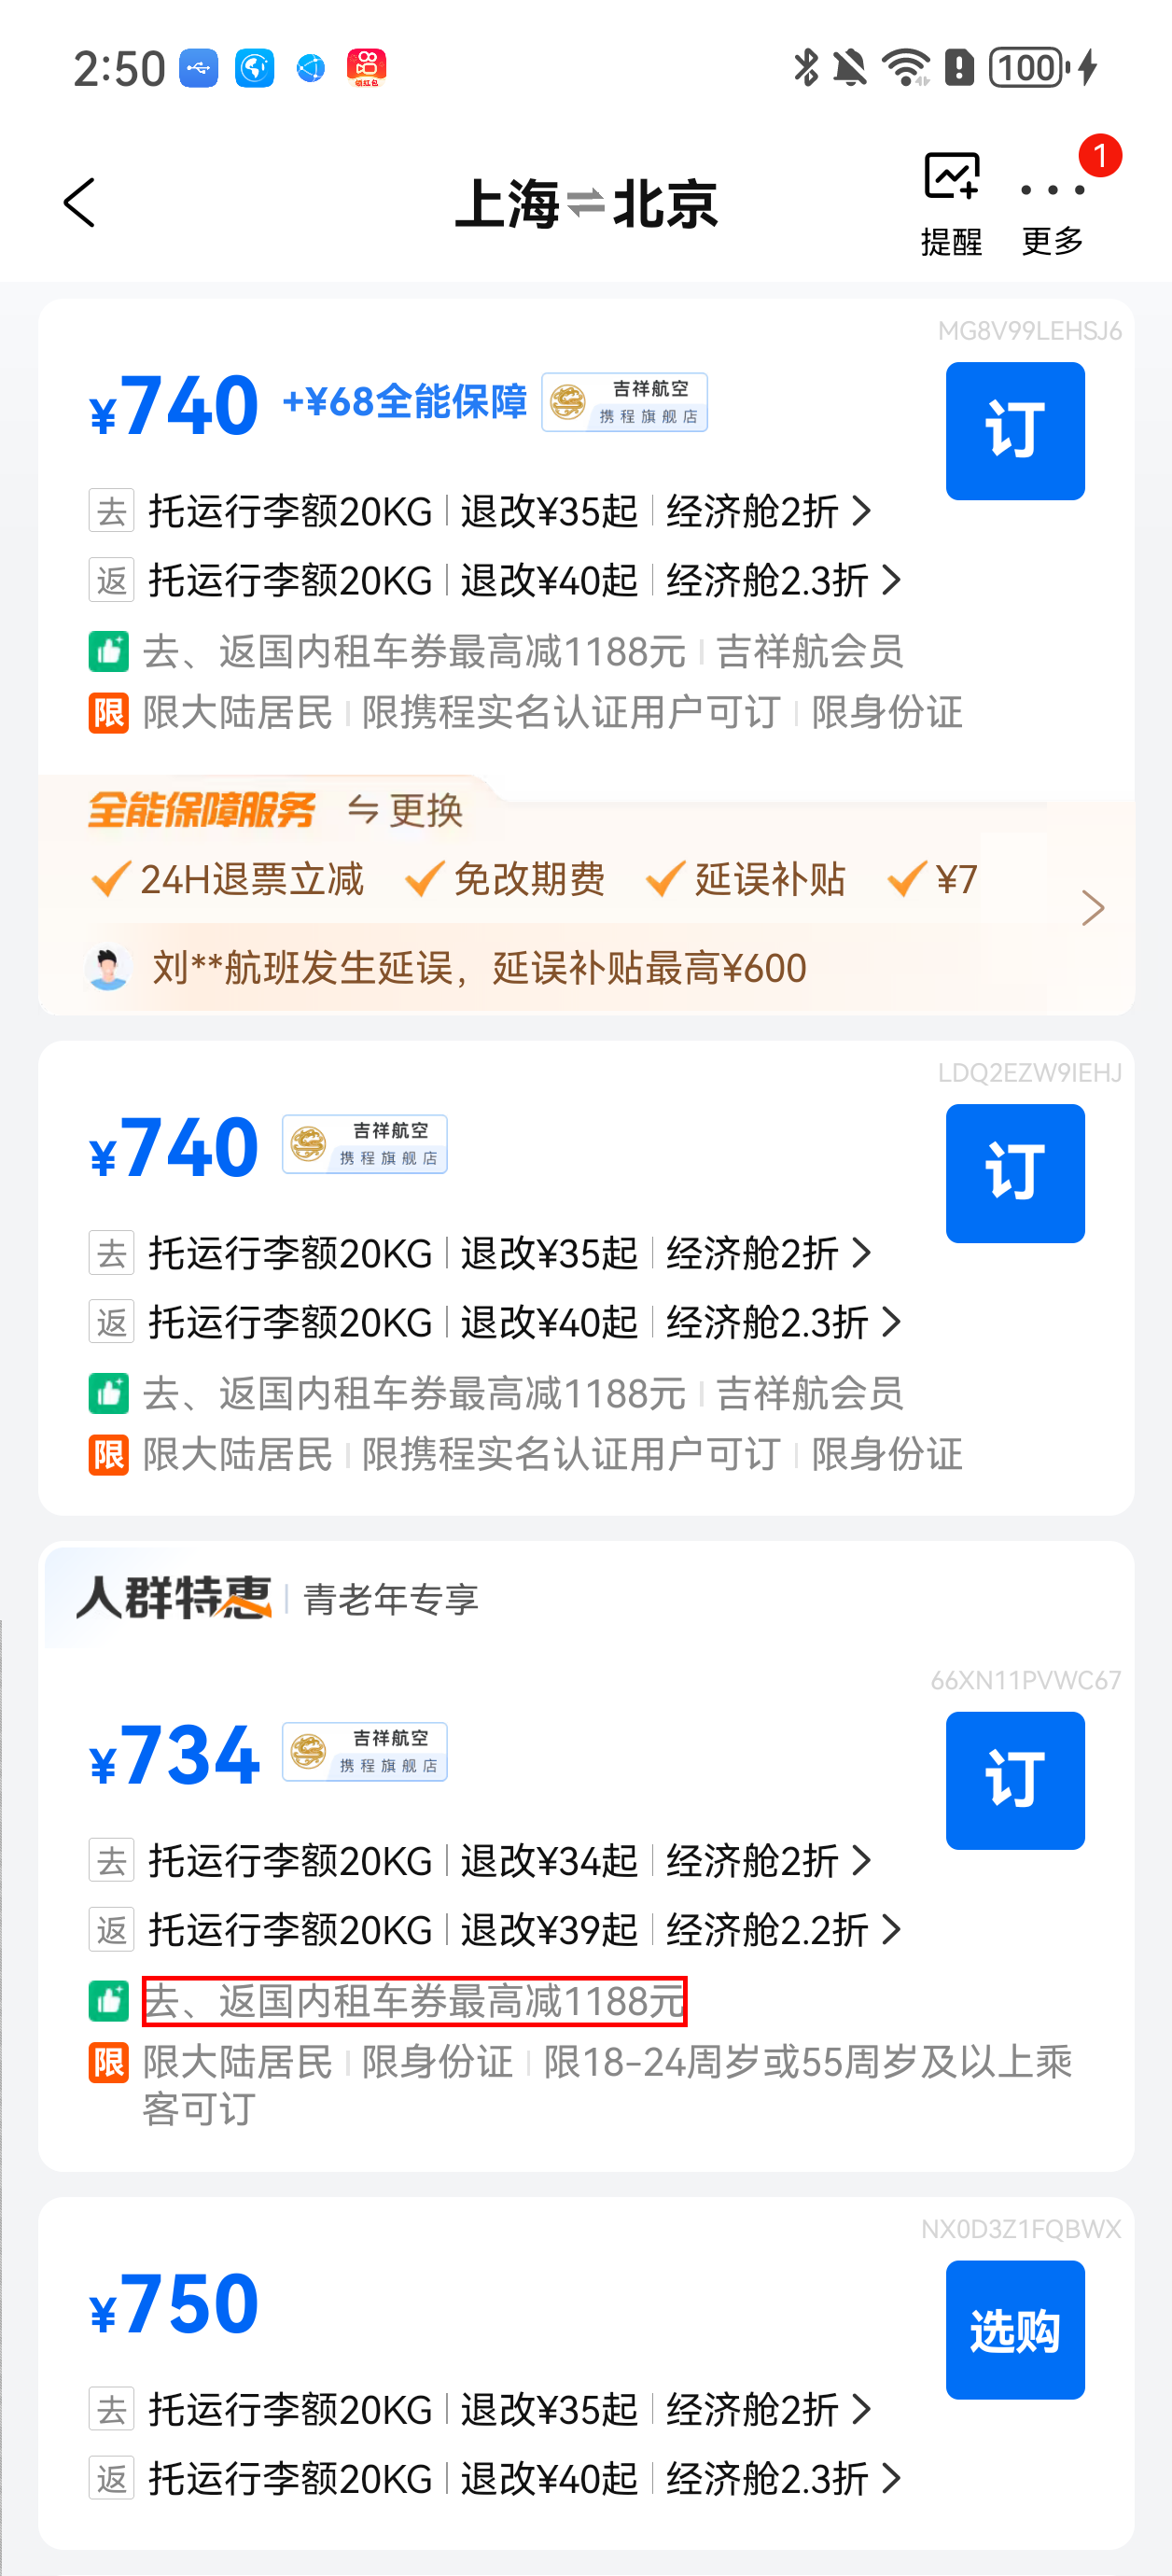 2:50
领红包
100
上海⇌北京
提醒
更多
1
MG8V99LEHSJ6
¥740 +¥68全能保障 吉祥航空 携程旗舰店
订
去 托运行李额20KG | 退改¥35起 | 经济舱2折
返 托运行李额20KG | 退改¥40起 | 经济舱2.3折
去、返国内租车券最高减1188元 | 吉祥航会员
限 限大陆居民 | 限携程实名认证用户可订 | 限身份证
全能保障服务 ⇋更换
24H退票立减 免改期费 延误补贴 ¥7
刘**航班发生延误，延误补贴最高¥600
LDQ2EZW9IEHJ
¥740 吉祥航空 携程旗舰店
订
去 托运行李额20KG | 退改¥35起 | 经济舱2折
返 托运行李额20KG | 退改¥40起 | 经济舱2.3折
去、返国内租车券最高减1188元 | 吉祥航会员
限 限大陆居民 | 限携程实名认证用户可订 | 限身份证
人群特惠 | 青老年专享
66XN11PVWC67
¥734 吉祥航空 携程旗舰店
订
去 托运行李额20KG | 退改¥34起 | 经济舱2折
返 托运行李额20KG | 退改¥39起 | 经济舱2.2折
去、返国内租车券最高减1188元
限 限大陆居民 | 限身份证 | 限18-24周岁或55周岁及以上乘
客可订
NX0D3Z1FQBWX
¥750
选购
去 托运行李额20KG | 退改¥35起 | 经济舱2折
返 托运行李额20KG | 退改¥40起 | 经济舱2.3折